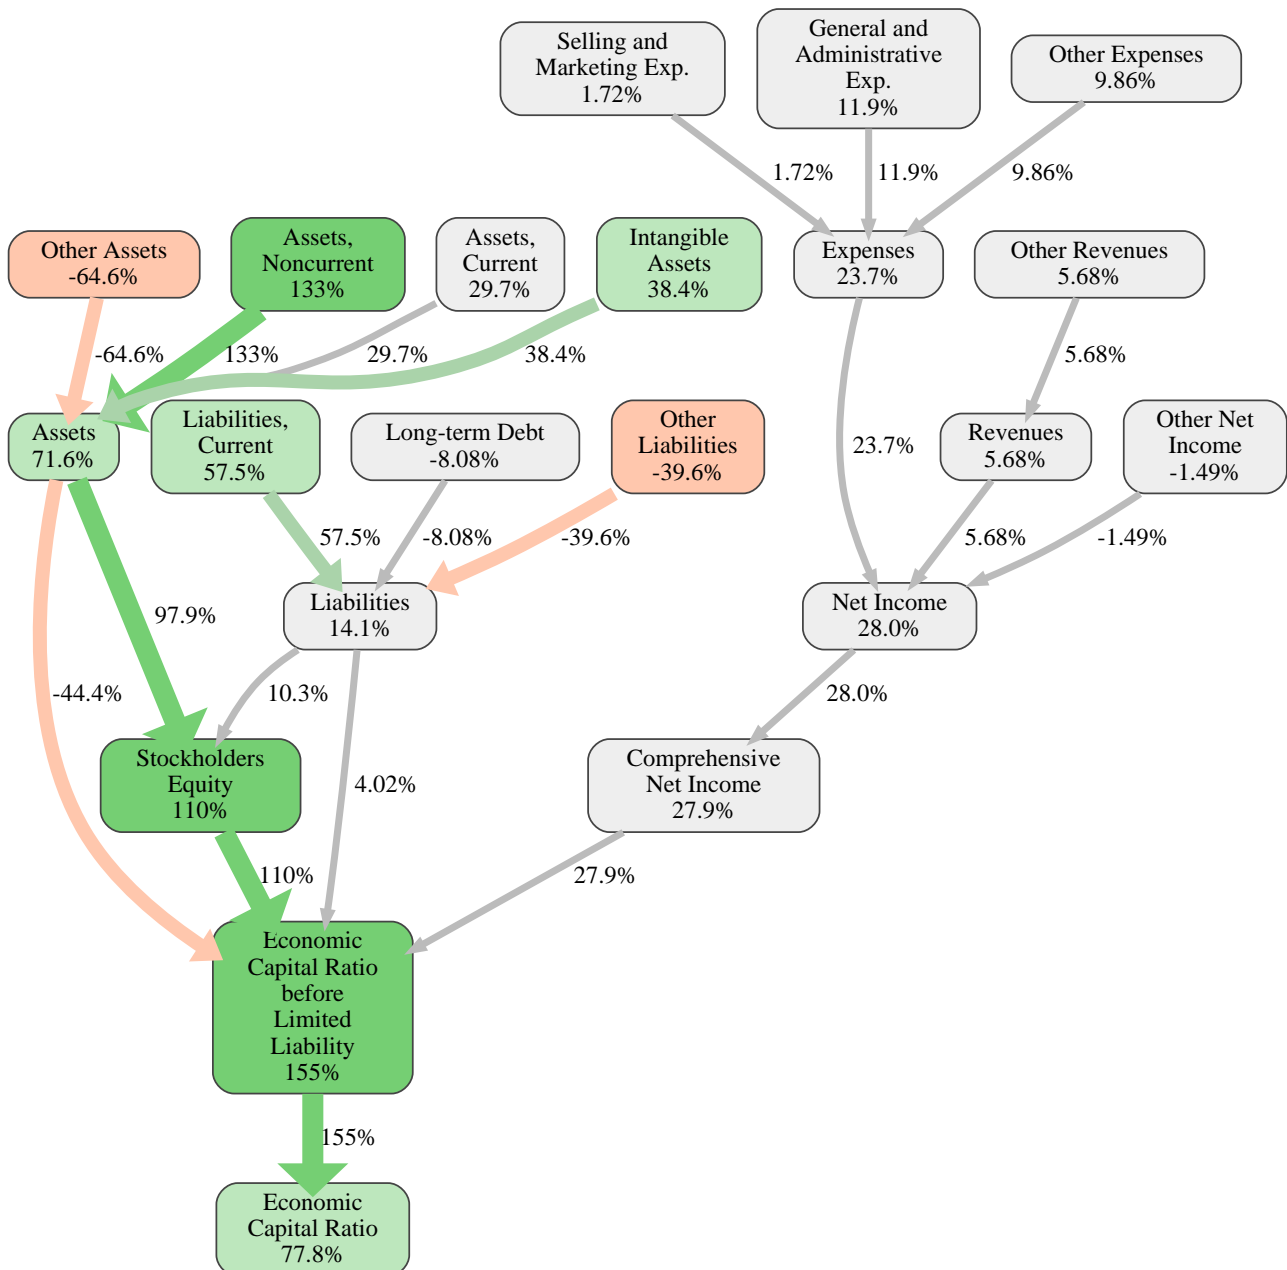 Selling and
Marketing Exp.
1.72%
General and
Administrative
Exp.
11.9%
Other Expenses
9.86%
1.72%
11.9%
9.86%
Other Assets
-64.6%
Assets,
Noncurrent
133%
Assets,
Current
29.7%
Intangible
Assets
38.4%
Expenses
23.7%
Other Revenues
5.68%
-64.6%
133%
29.7%
38.4%
5.68%
Assets
71.6%
Liabilities,
Current
57.5%
Long-term Debt
-8.08%
Other
Liabilities
-39.6%
23.7%
Revenues
5.68%
Other Net
Income
-1.49%
57.5%
-8.08%
-39.6%
5.68%
-1.49%
97.9%
Liabilities
14.1%
Net Income
28.0%
-44.4%
10.3%
28.0%
Stockholders
Equity
110%
4.02%
Comprehensive
Net Income
27.9%
110%
27.9%
Economic
Capital Ratio
before
Limited
Liability
155%
155%
Economic
Capital Ratio
77.8%